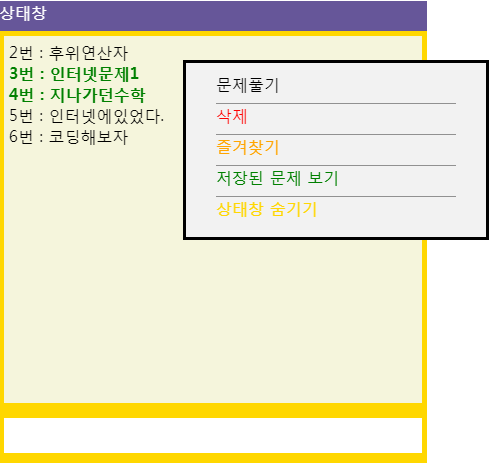 상태창
2번 : 후위연산자
3번 : 인터넷문제1
4번 : 지나가던수학
5번 : 인터넷에있었다.
6번 : 코딩해보자
문제풀기
삭제
즐겨찾기
저장된 문제 보기
상태창 숨기기